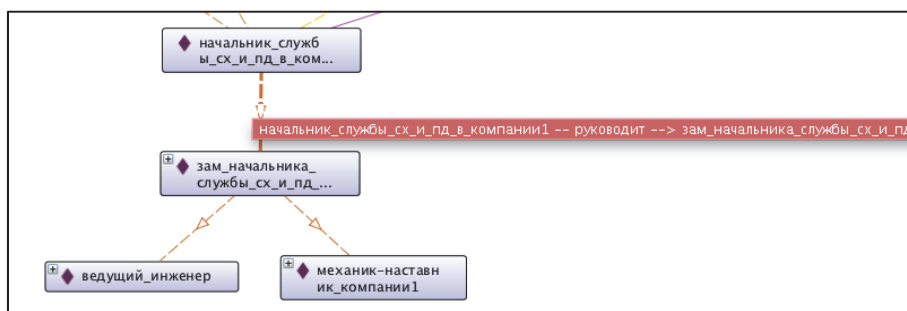 начальник_служб
ы_сх_и_пд_в_ком...
начальник_службы_сх_и_пд_в_компании1 -- руководит --> зам_начальника_службы_сх_и_пд
зам_начальника_
службы_сх_и_пд_...
ведущий_инженер
механик-наставн
ик_компании1